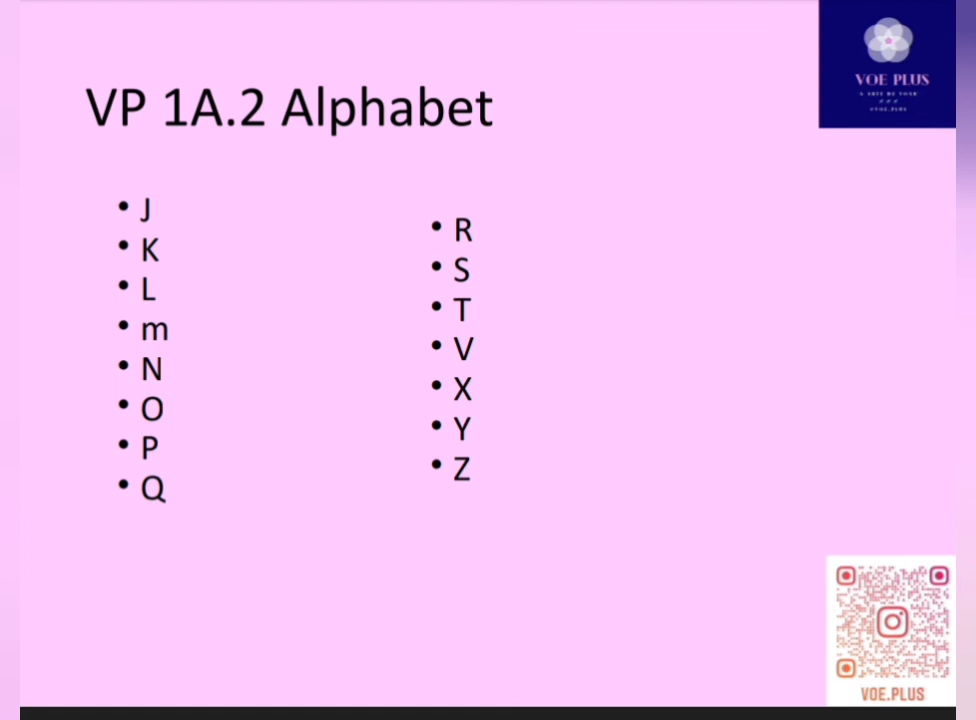 VP 1A.2 Alphabet
• J
• K
• L
• m
• N
• O
• P
• Q
• R
• S
• T
• V
• X
• Y
• Z
VOE PLUS
VOE.PLUS